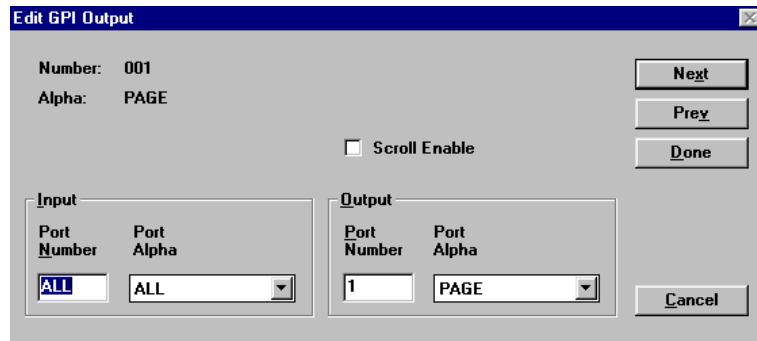 Edit GPI Output
Number: 001
Alpha: PAGE
Scroll Enable
Next
Prev
Done
Input
Port Number
Port Alpha
ALL
ALL
Output
Port Number
Port Alpha
1
PAGE
Cancel